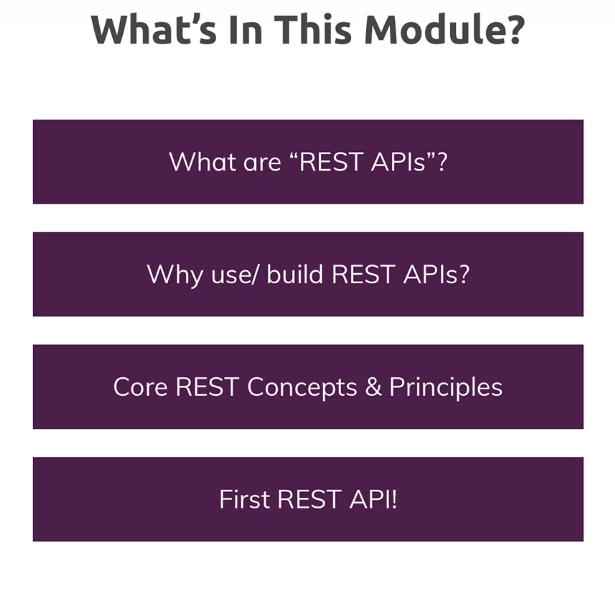 What’s In This Module?
What are “REST APIs”?
Why use/ build REST APIs?
Core REST Concepts & Principles
First REST API!